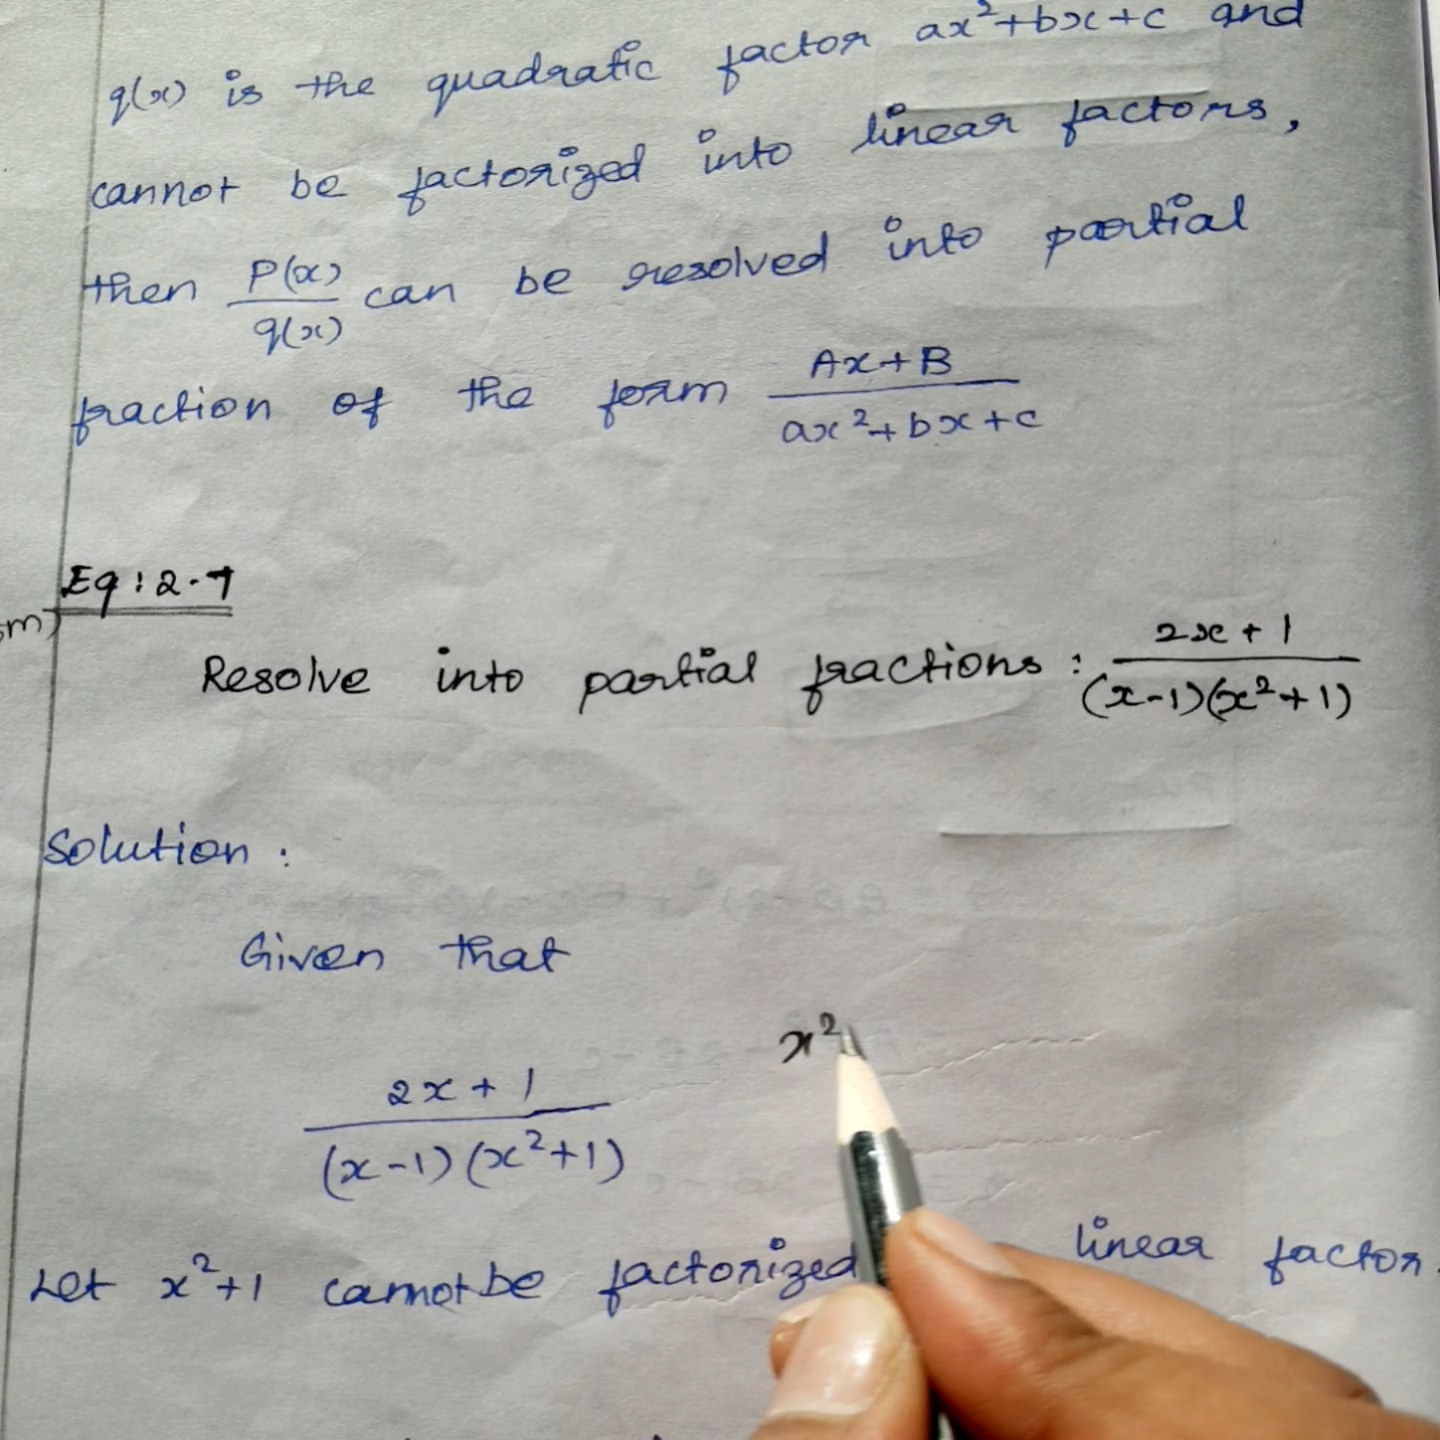 q(x) is the quadratic factor ax²+bx+c and
cannot be factorized into linear factors,
then P(x)/q(x) can be resolved into partial
fraction of the form Ax+B/ax²+bx+c
Eg: 2.7
m)
Resolve into partial fractions: 2x+1/(x-1)(x²+1)
Solution:
Given that
x²
2x+1/(x-1)(x²+1)
Let x²+1 cannot be factorized linear factor.